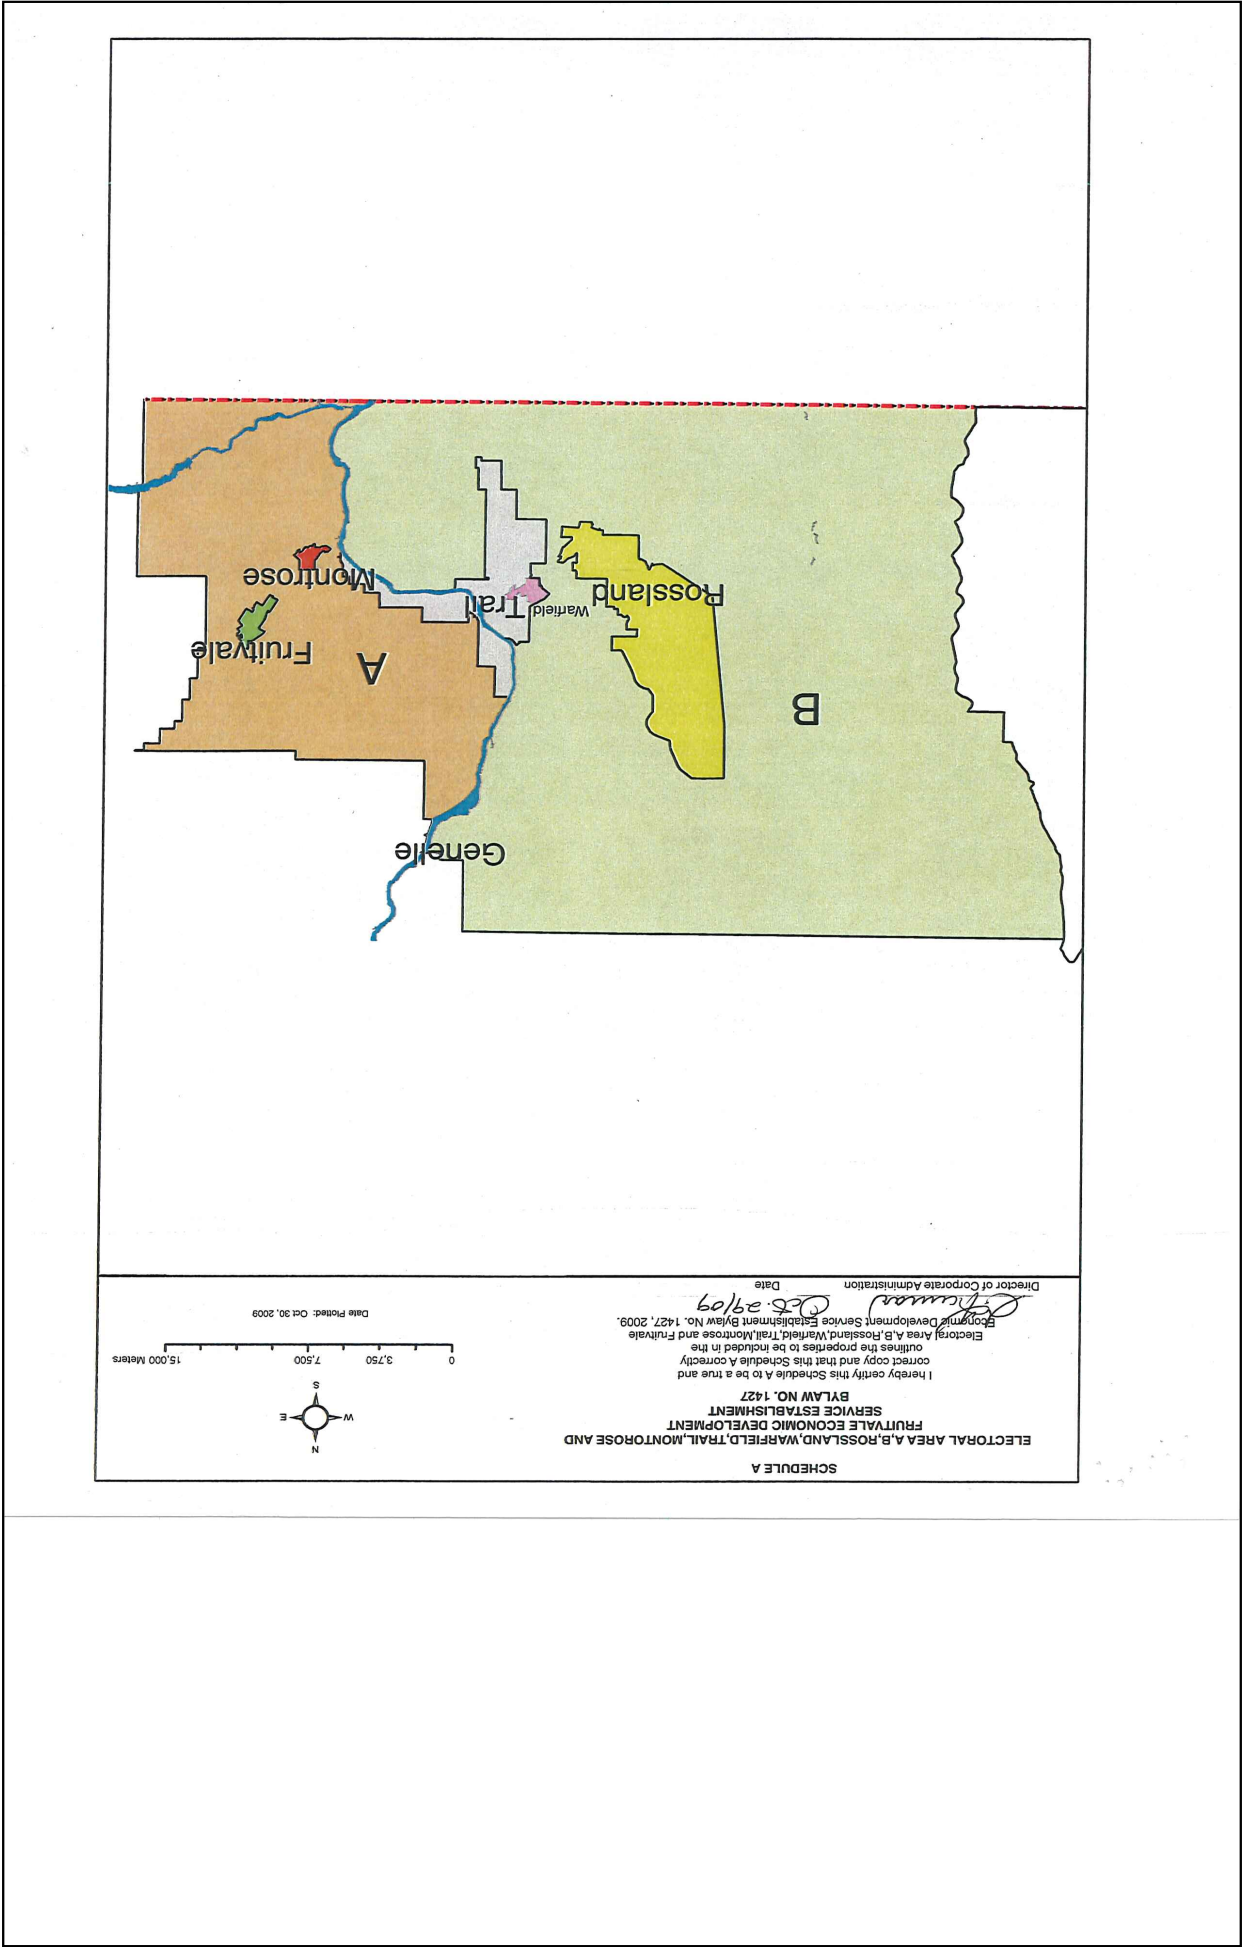 SCHEDULE A
ELECTORAL AREA A,B,ROSSLAND,WARFIELD,TRAIL,MONTOROSE AND
FRUITVALE ECONOMIC DEVELOPMENT
SERVICE ESTABLISHMENT
BYLAW NO. 1427
I hereby certify this Schedule A to be a true and
correct copy and that this Schedule A correctly
outlines the properties to be included in the
Electoral Area A,B,Rossland,Warfield,Trail,Montrose and Fruitvale
Economic Development Service Establishment Bylaw No. 1427, 2009.
Oct. 29/09
Director of Corporate Administration Date
N
W E
S
0 3,750 7,500 15,000 Meters
Date Plotted: Oct 30, 2009
Genelle
B
A
Fruitvale
Warfield
Trail
Rossland
Montrose